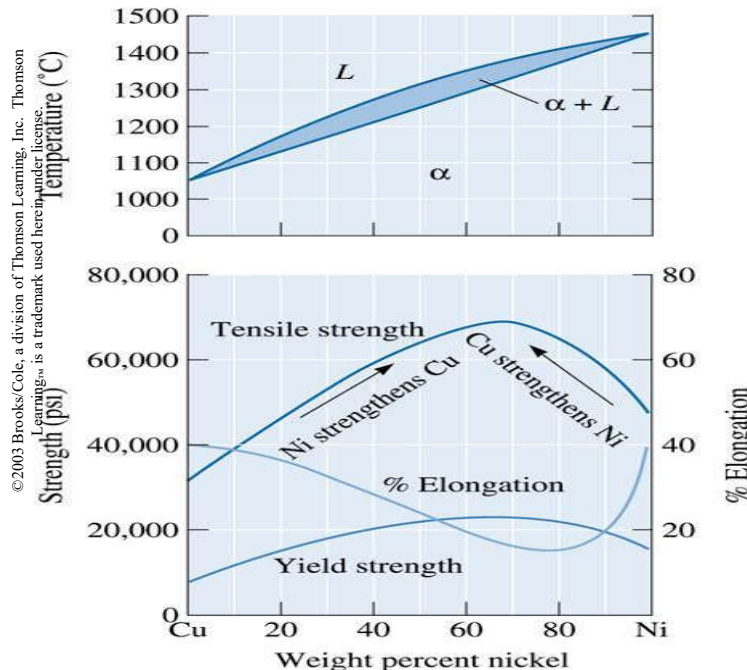 ©2003 Brooks/Cole, a division of Thomson Learning, Inc. Thomson
Learning™ is a trademark used herein under license.
Temperature (°C)
1500
1400
1300
1200
1100
1000
0
L
α + L
α
Strength (psi)
80,000
60,000
40,000
20,000
0
80
60
40
20
% Elongation
Tensile strength
Ni strengthens Cu
Cu strengthens Ni
% Elongation
Yield strength
Cu 20 40 60 80 Ni
Weight percent nickel